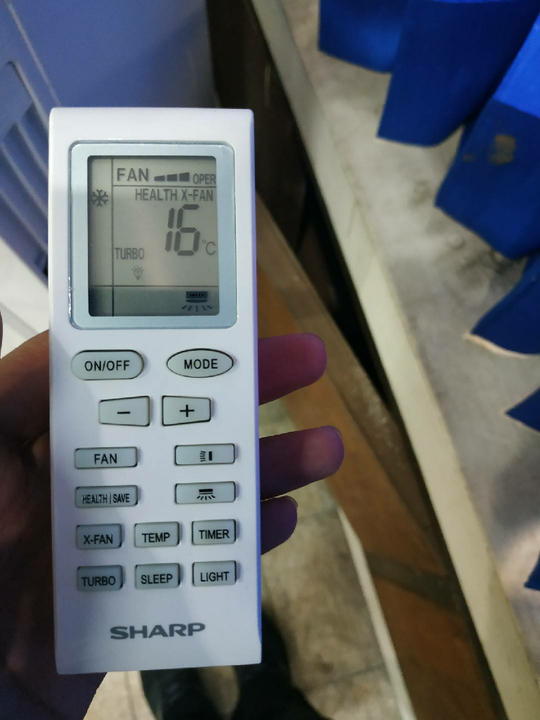 FAN OPER
HEALTH X-FAN
16 °C
TURBO
ON/OFF MODE
− +
FAN
HEALTH | SAVE
X-FAN TEMP TIMER
TURBO SLEEP LIGHT
SHARP